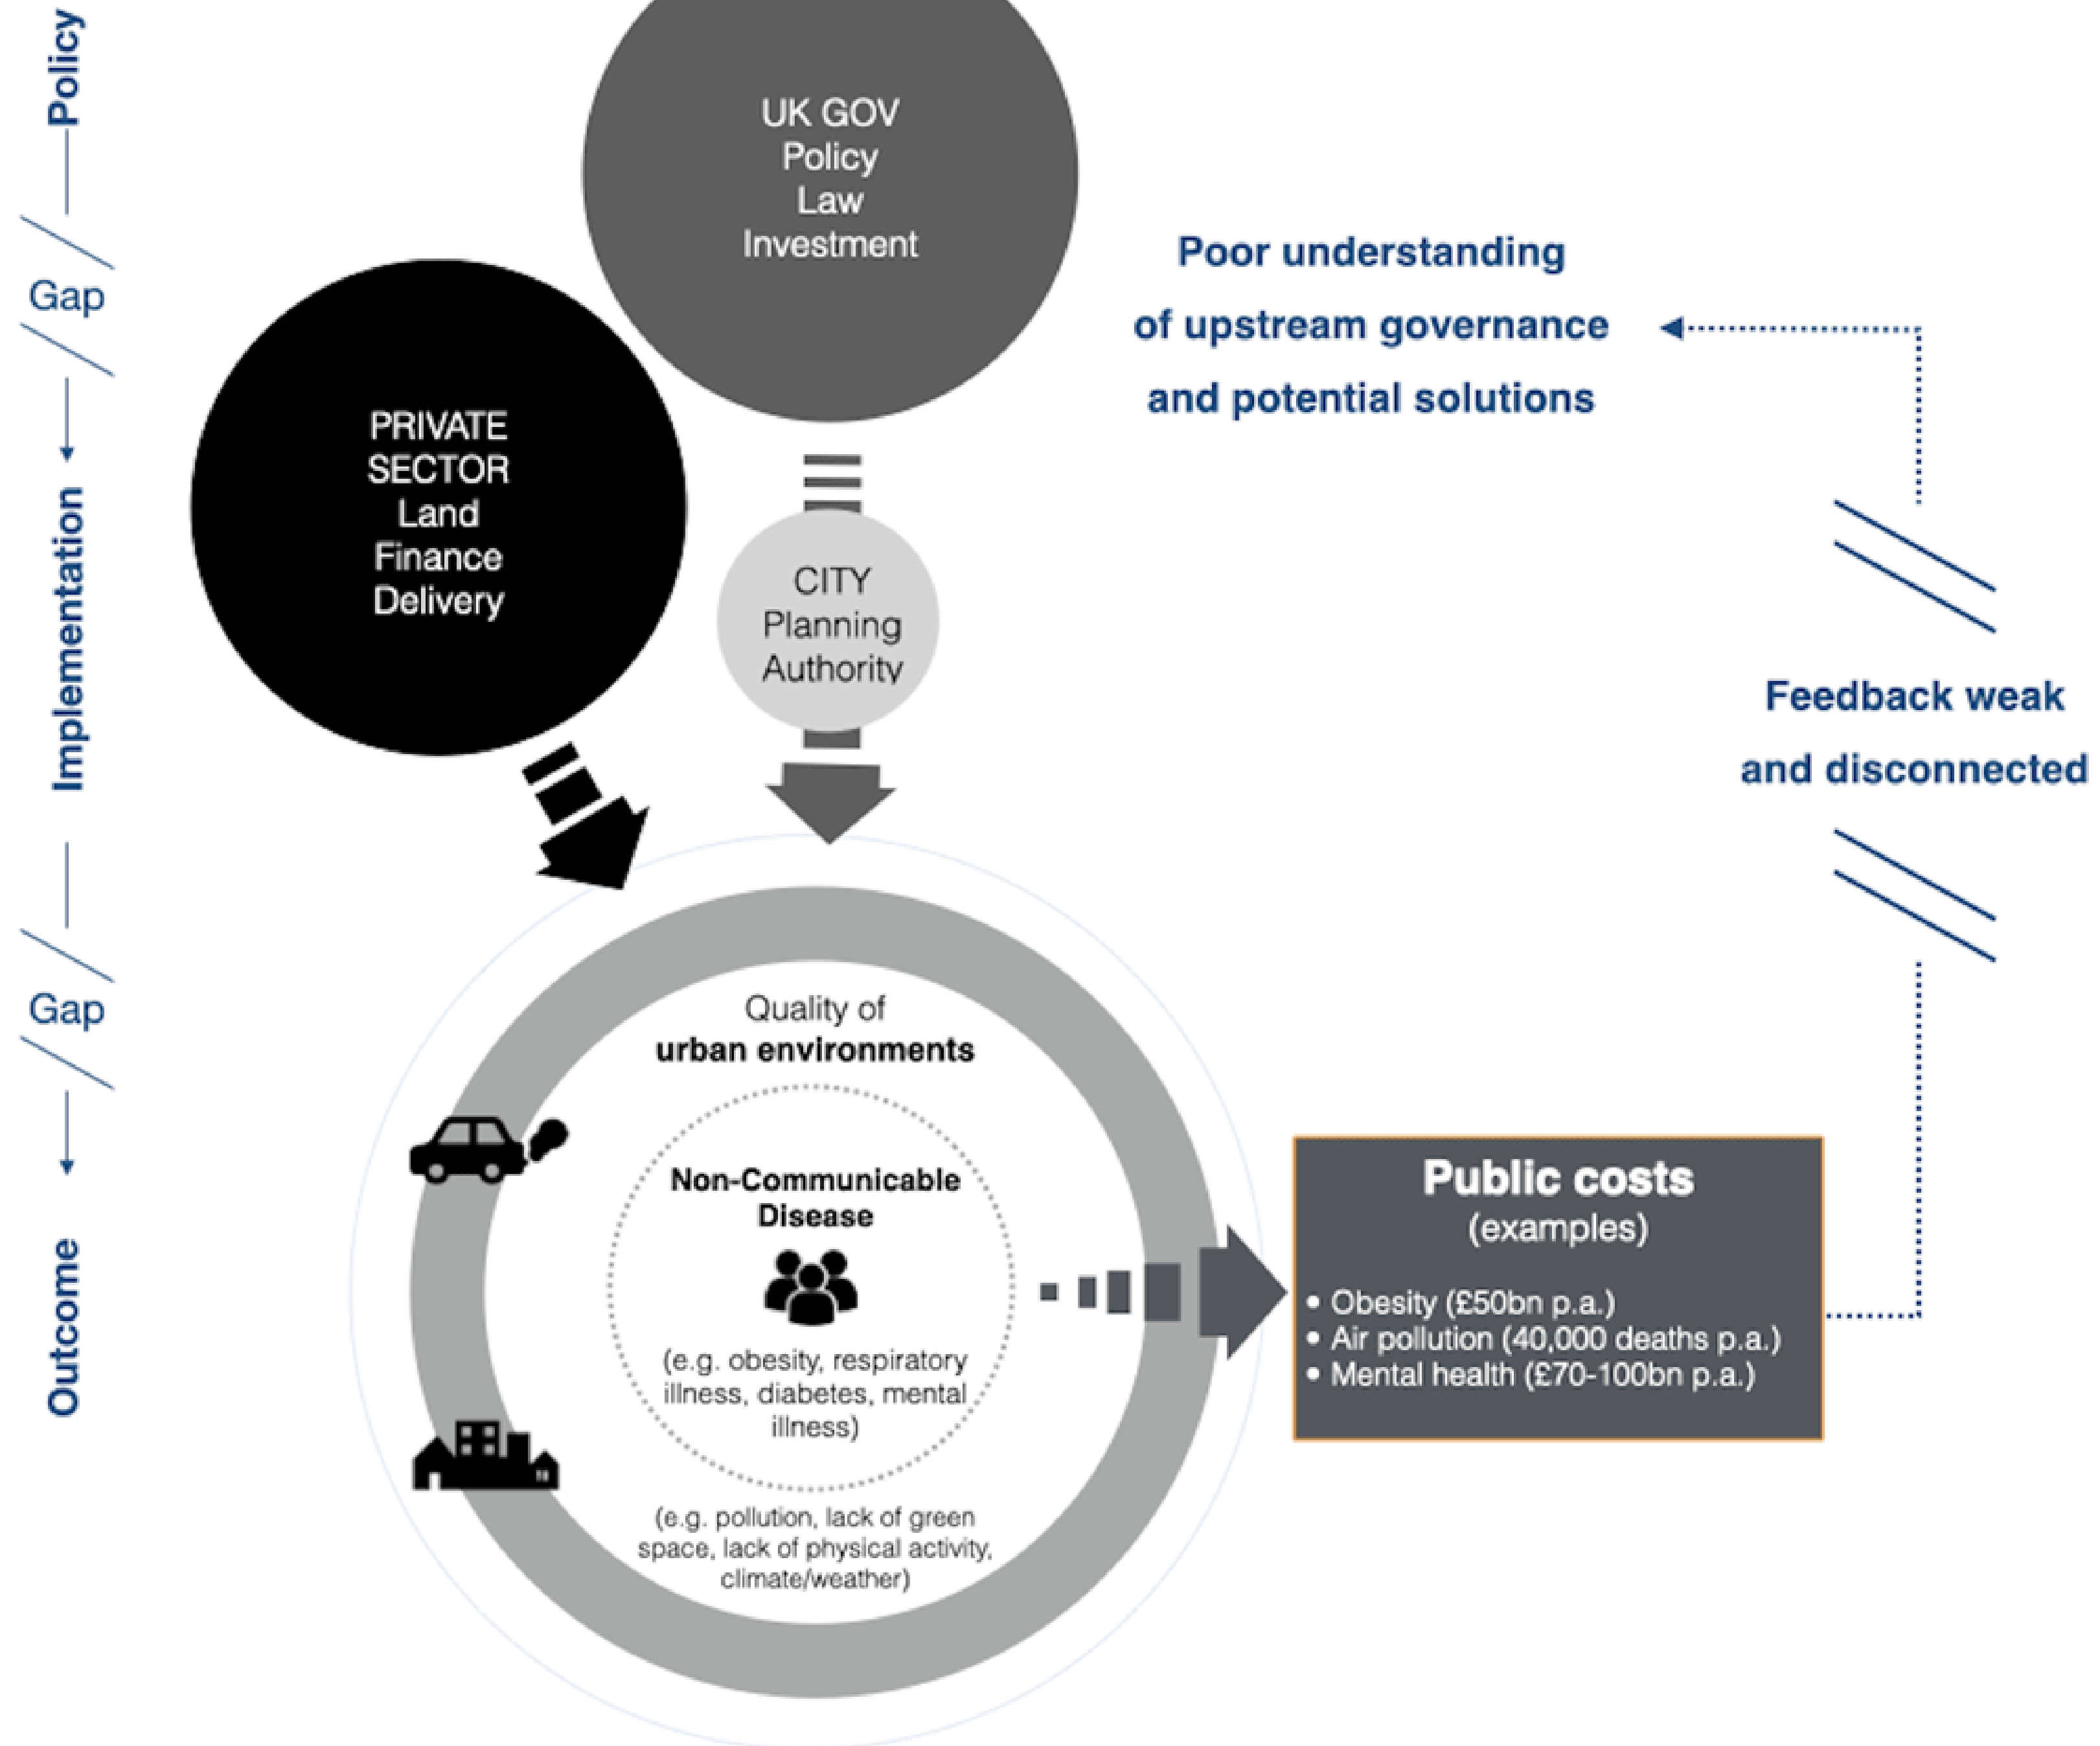 Policy
Gap
Implementation
Gap
Outcome
UK GOV
Policy
Law
Investment
PRIVATE
SECTOR
Land
Finance
Delivery
CITY
Planning
Authority
Poor understanding
of upstream governance
and potential solutions
Feedback weak
and disconnected
Quality of
urban environments
Non-Communicable
Disease
(e.g. obesity, respiratory
illness, diabetes, mental
illness)
(e.g. pollution, lack of green
space, lack of physical activity,
climate/weather)
Public costs
(examples)
• Obesity (£50bn p.a.)
• Air pollution (40,000 deaths p.a.)
• Mental health (£70-100bn p.a.)